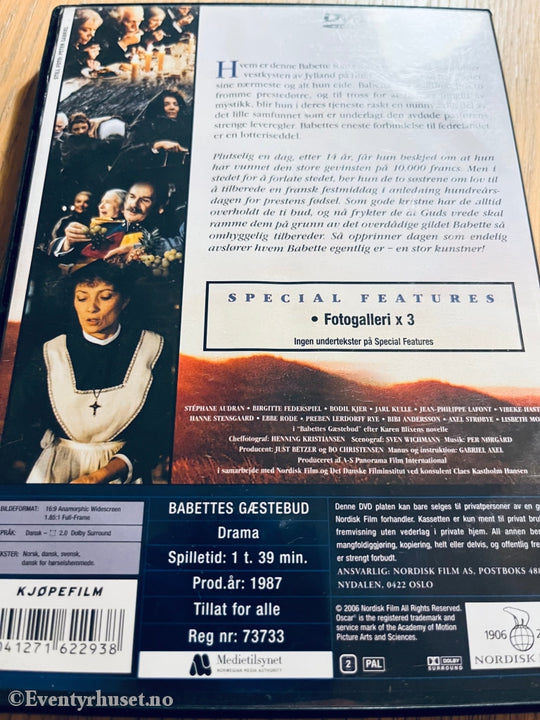 DVD
Hvem er denne Babette
vestkysten av Jylland på
sine nærmeste og alt hun eide.
fromme prestedøtre, og til tross for
mystikk, blir hun i deres tjeneste raskt en
det lille samfunnet som er underlagt den avdøde
strenge leveregler. Babettes eneste forbindelse til fedrelandet
er en lotteriseddel.
Plutselig en dag, etter 14 år, får hun beskjed om at hun
har vunnet den store gevinsten på 10.000 francs. Men i
stedet for å forlate stedet, ber hun de to søstrene om lov til
å tilberede en fransk festmiddag i anledning hundreårs-
dagen for prestens fødsel. Som gode kristne har de alltid
overholdt de ti bud, og nå frykter de at Guds vrede skal
ramme dem på grunn av det overdådige gildet Babette så
omhyggelig tilbereder. Så opprinner dagen som endelig
avslører hvem Babette egentlig er – en stor kunstner!
SPECIAL FEATURES
• Fotogalleri x 3
Ingen undertekster på Special Features
STÉPHANE AUDRAN • BIRGITTE FEDERSPIEL • BODIL KJER • JARL KULLE • JEAN-PHILIPPE LAFONT • VIBEKE
HANNE STENSGAARD • EBBE RODE • PREBEN LERDORFF RYE • BIBI ANDERSSON • AXEL STRØBYE • LISBETH
i "Babettes Gæstebud" efter Karen Blixens novelle
Cheffotograf: HENNING KRISTIANSEN Scenograf: SVEN WICHMANN Musik: PER NØRGÅRD
Producent: JUST BETZER og BO CHRISTENSEN Manus og instruktion: GABRIEL AXEL
Produceret af A-S Panorama Film International
i samarbejde med Nordisk Film og Det Danske Filminstitut ved konsulent Claes Kastholm Hansen
BILDEFORMAT: 16:9 Anamorphic Widescreen
1.85:1 Full-Frame
SPRÅK: Dansk - 2.0 Dolby Surround
Norsk, dansk, svensk,
dansk for hørselshemmede.
KJØPEFILM
041271622938
BABETTES GÆSTEBUD
Drama
Spilletid: 1 t. 39 min.
Prod.år: 1987
Tillat for alle
Reg nr: 73733
Medietilsynet
NORWEGIAN MEDIA AUTHORITY
Denne DVD platen kan bare selges til privatpersoner av en
Nordisk Film forhandler. Kassetten er kun ment til privat bruk
fremvisning uten vederlag i private hjem. All annen
mangfoldiggjøring, kopiering, helt eller delvis, og offentlig
er strengt forbudt.
ANSVARLIG: NORDISK FILM AS, POSTBOKS
NYDALEN, 0422 OSLO
© 2006 Nordisk Film All Rights Reserved.
Oscar® is the registered trademark and
service mark of the Academy of Motion
Picture Arts and Sciences.
2 PAL DOLBY SURROUND
1906
NORDISK
©Eventyrhuset.no